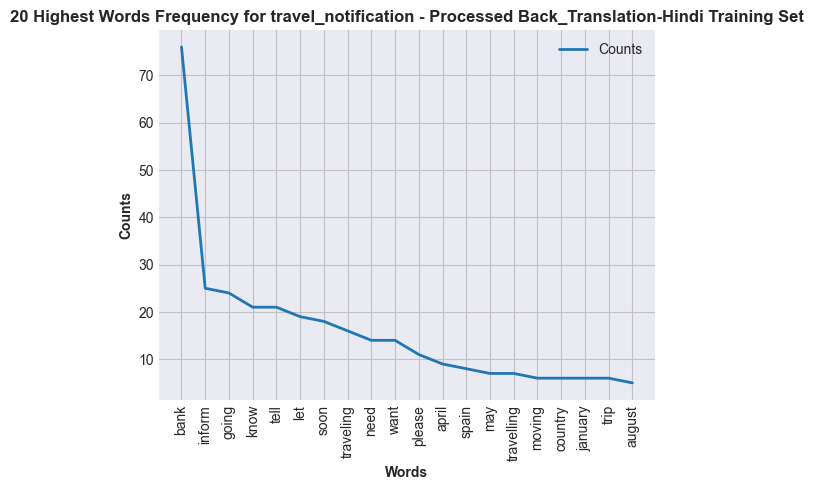 20 Highest Words Frequency for travel_notification - Processed Back_Translation-Hindi Training Set
Counts
70
60
50
40
30
20
10
Counts
bank
inform
going
know
tell
let
soon
traveling
need
want
please
april
spain
may
travelling
moving
country
january
trip
august
Words